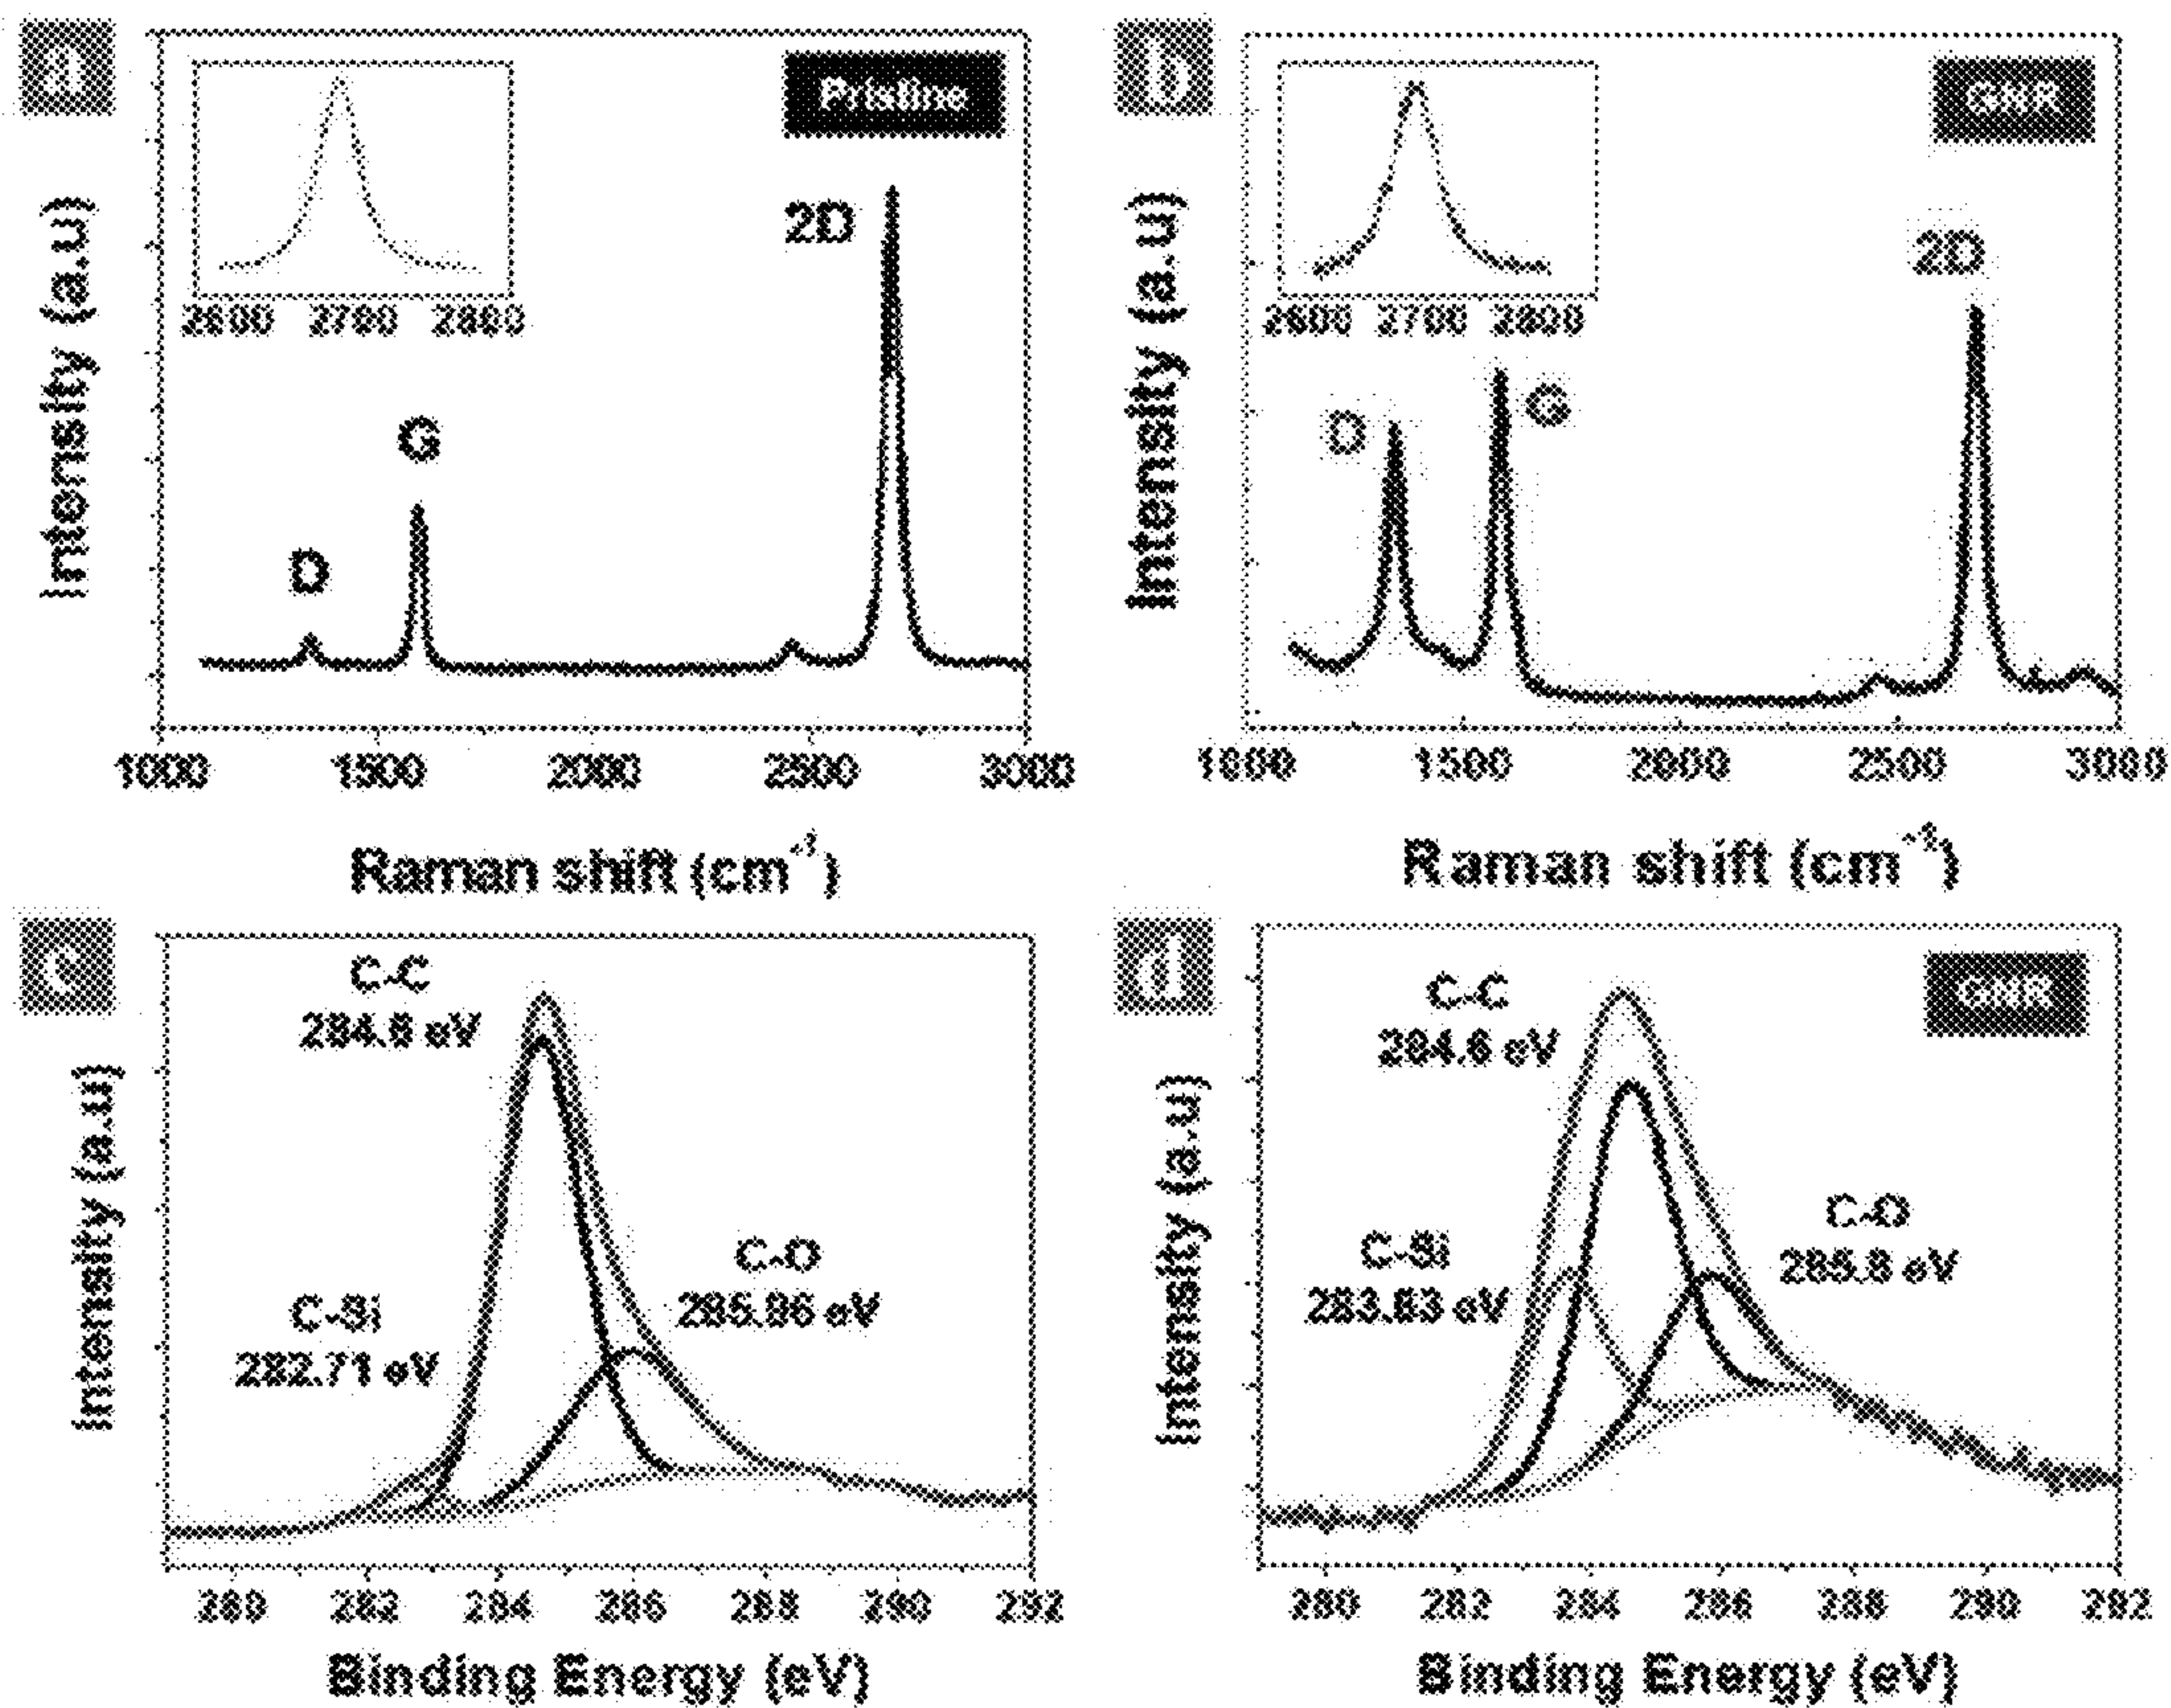 a
Pristine
2D
G
D
2600 2700 2800
Intensity (a.u)
1000 1500 2000 2500 3000
Raman shift (cm⁻¹)
b
GNR
2D
G
D
2600 2700 2800
Intensity (a.u)
1000 1500 2000 2500 3000
Raman shift (cm⁻¹)
c
C-C
284.8 eV
C-O
285.96 eV
C-Si
282.71 eV
Intensity (a.u)
280 282 284 286 288 290 292
Binding Energy (eV)
d
GNR
C-C
284.6 eV
C-O
285.8 eV
C-Si
283.83 eV
Intensity (a.u)
280 282 284 286 288 290 292
Binding Energy (eV)